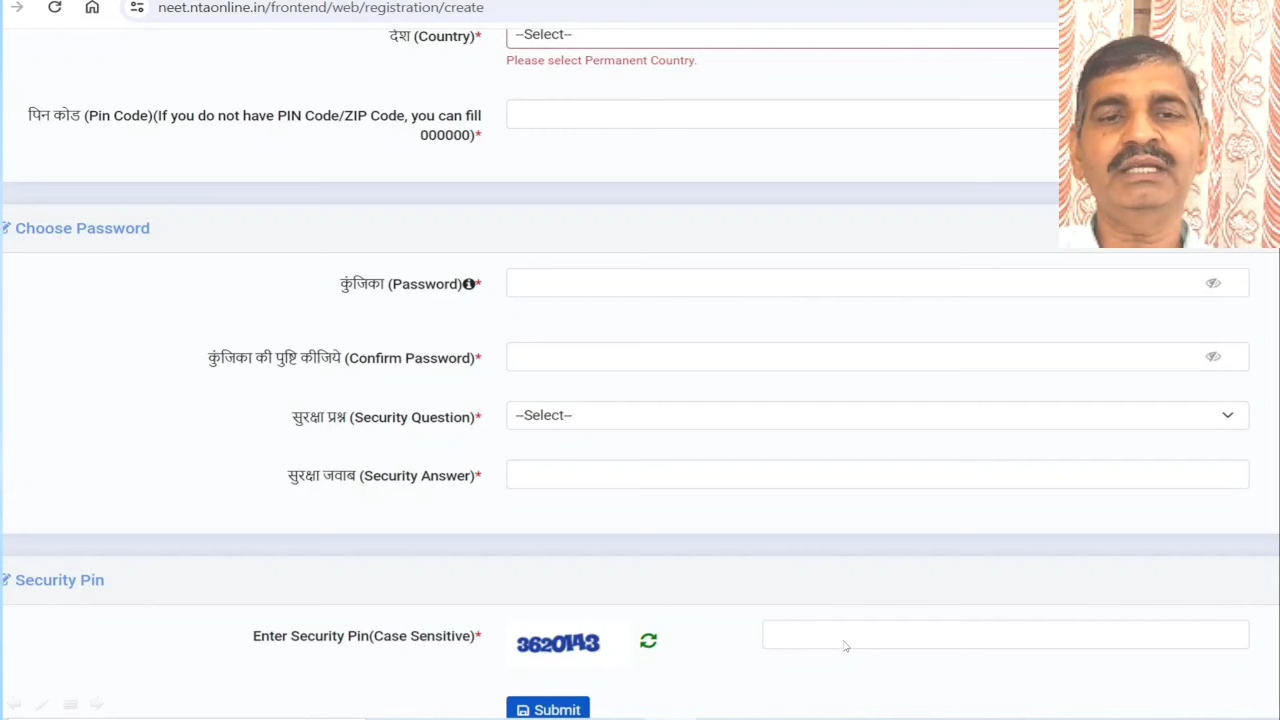 neet.ntaonline.in/frontend/web/registration/create
देश (Country)* --Select--
Please select Permanent Country.
पिन कोड (Pin Code)(If you do not have PIN Code/ZIP Code, you can fill
000000)*
Choose Password
कुंजिका (Password)*
कुंजिका की पुष्टि कीजिये (Confirm Password)*
सुरक्षा प्रश्न (Security Question)* --Select--
सुरक्षा जवाब (Security Answer)*
Security Pin
Enter Security Pin(Case Sensitive)* 3620143
Submit